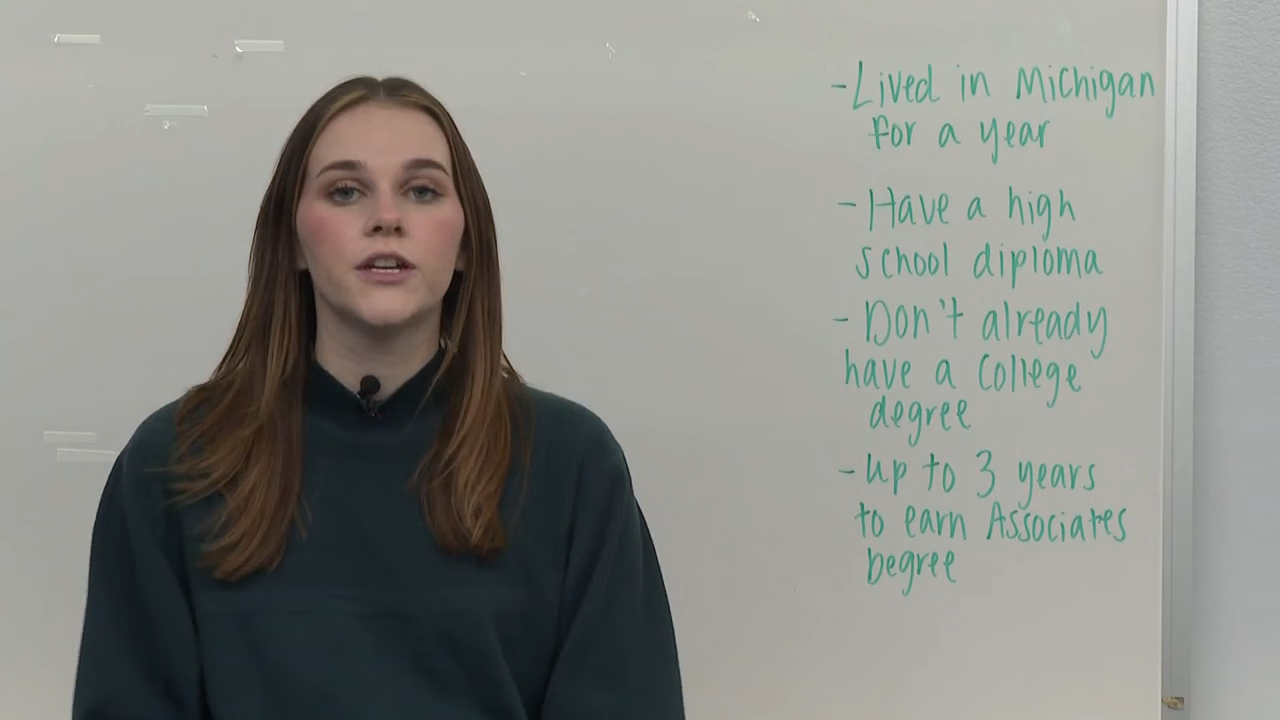 -Lived in Michigan
for a year
-Have a high
school diploma
-Don't already
have a college
degree
-up to 3 years
to earn Associates
Degree